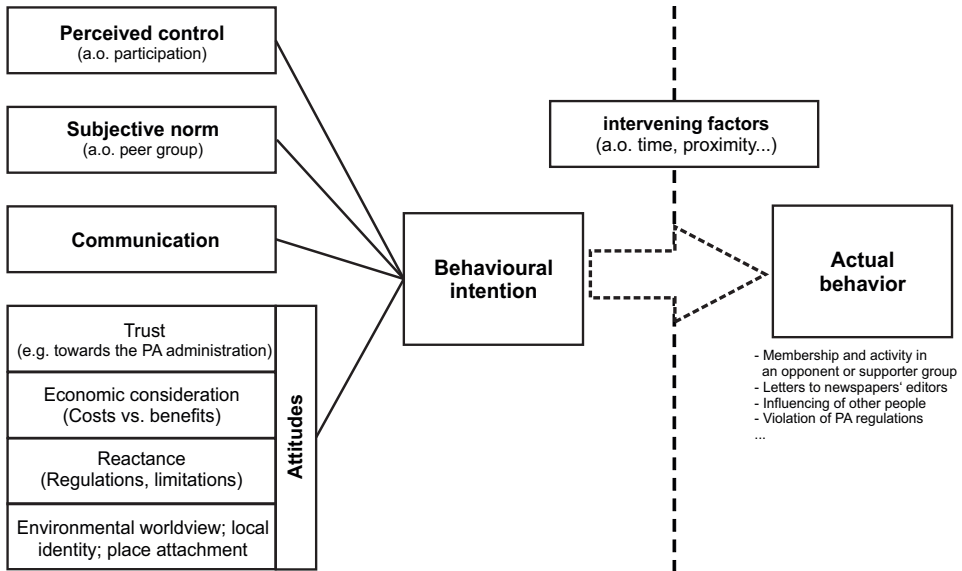 Perceived control
(a.o. participation)
Subjective norm
(a.o. peer group)
Communication
Trust
(e.g. towards the PA administration)
Economic consideration
(Costs vs. benefits)
Reactance
(Regulations, limitations)
Environmental worldview; local
identity; place attachment
Attitudes
Behavioural
intention
intervening factors
(a.o. time, proximity...)
Actual
behavior
- Membership and activity in
an opponent or supporter group
- Letters to newspapers‘ editors
- Influencing of other people
- Violation of PA regulations
...